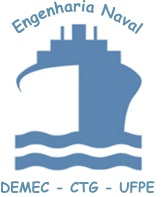 Engenharia Naval
DEMEC - CTG - UFPE